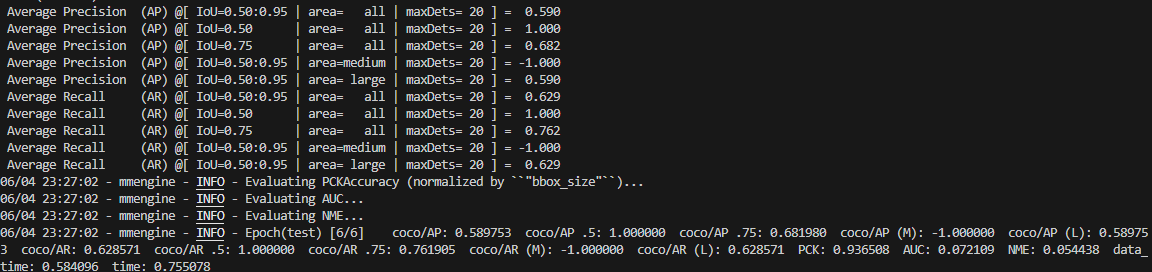 Average Precision  (AP) @[ IoU=0.50:0.95 | area=   all | maxDets= 20 ] =  0.590
Average Precision  (AP) @[ IoU=0.50      | area=   all | maxDets= 20 ] =  1.000
Average Precision  (AP) @[ IoU=0.75      | area=   all | maxDets= 20 ] =  0.682
Average Precision  (AP) @[ IoU=0.50:0.95 | area=medium | maxDets= 20 ] = -1.000
Average Precision  (AP) @[ IoU=0.50:0.95 | area= large | maxDets= 20 ] =  0.590
Average Recall     (AR) @[ IoU=0.50:0.95 | area=   all | maxDets= 20 ] =  0.629
Average Recall     (AR) @[ IoU=0.50      | area=   all | maxDets= 20 ] =  1.000
Average Recall     (AR) @[ IoU=0.75      | area=   all | maxDets= 20 ] =  0.762
Average Recall     (AR) @[ IoU=0.50:0.95 | area=medium | maxDets= 20 ] = -1.000
Average Recall     (AR) @[ IoU=0.50:0.95 | area= large | maxDets= 20 ] =  0.629
06/04 23:27:02 - mmengine - INFO - Evaluating PCKAccuracy (normalized by ``"bbox_size"``)...
06/04 23:27:02 - mmengine - INFO - Evaluating AUC...
06/04 23:27:02 - mmengine - INFO - Evaluating NME...
06/04 23:27:02 - mmengine - INFO - Epoch(test) [6/6]    coco/AP: 0.589753  coco/AP .5: 1.000000  coco/AP .75: 0.681980  coco/AP (M): -1.000000  coco/AP (L): 0.58975
3  coco/AR: 0.628571  coco/AR .5: 1.000000  coco/AR .75: 0.761905  coco/AR (M): -1.000000  coco/AR (L): 0.628571  PCK: 0.936508  AUC: 0.072109  NME: 0.054438  data_
time: 0.584096  time: 0.755078